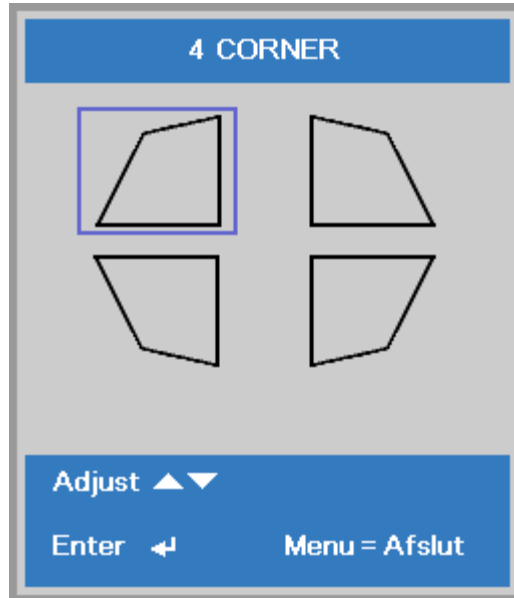 4 CORNER
Adjust ▲▼
Enter ↵
Menu = Afslut